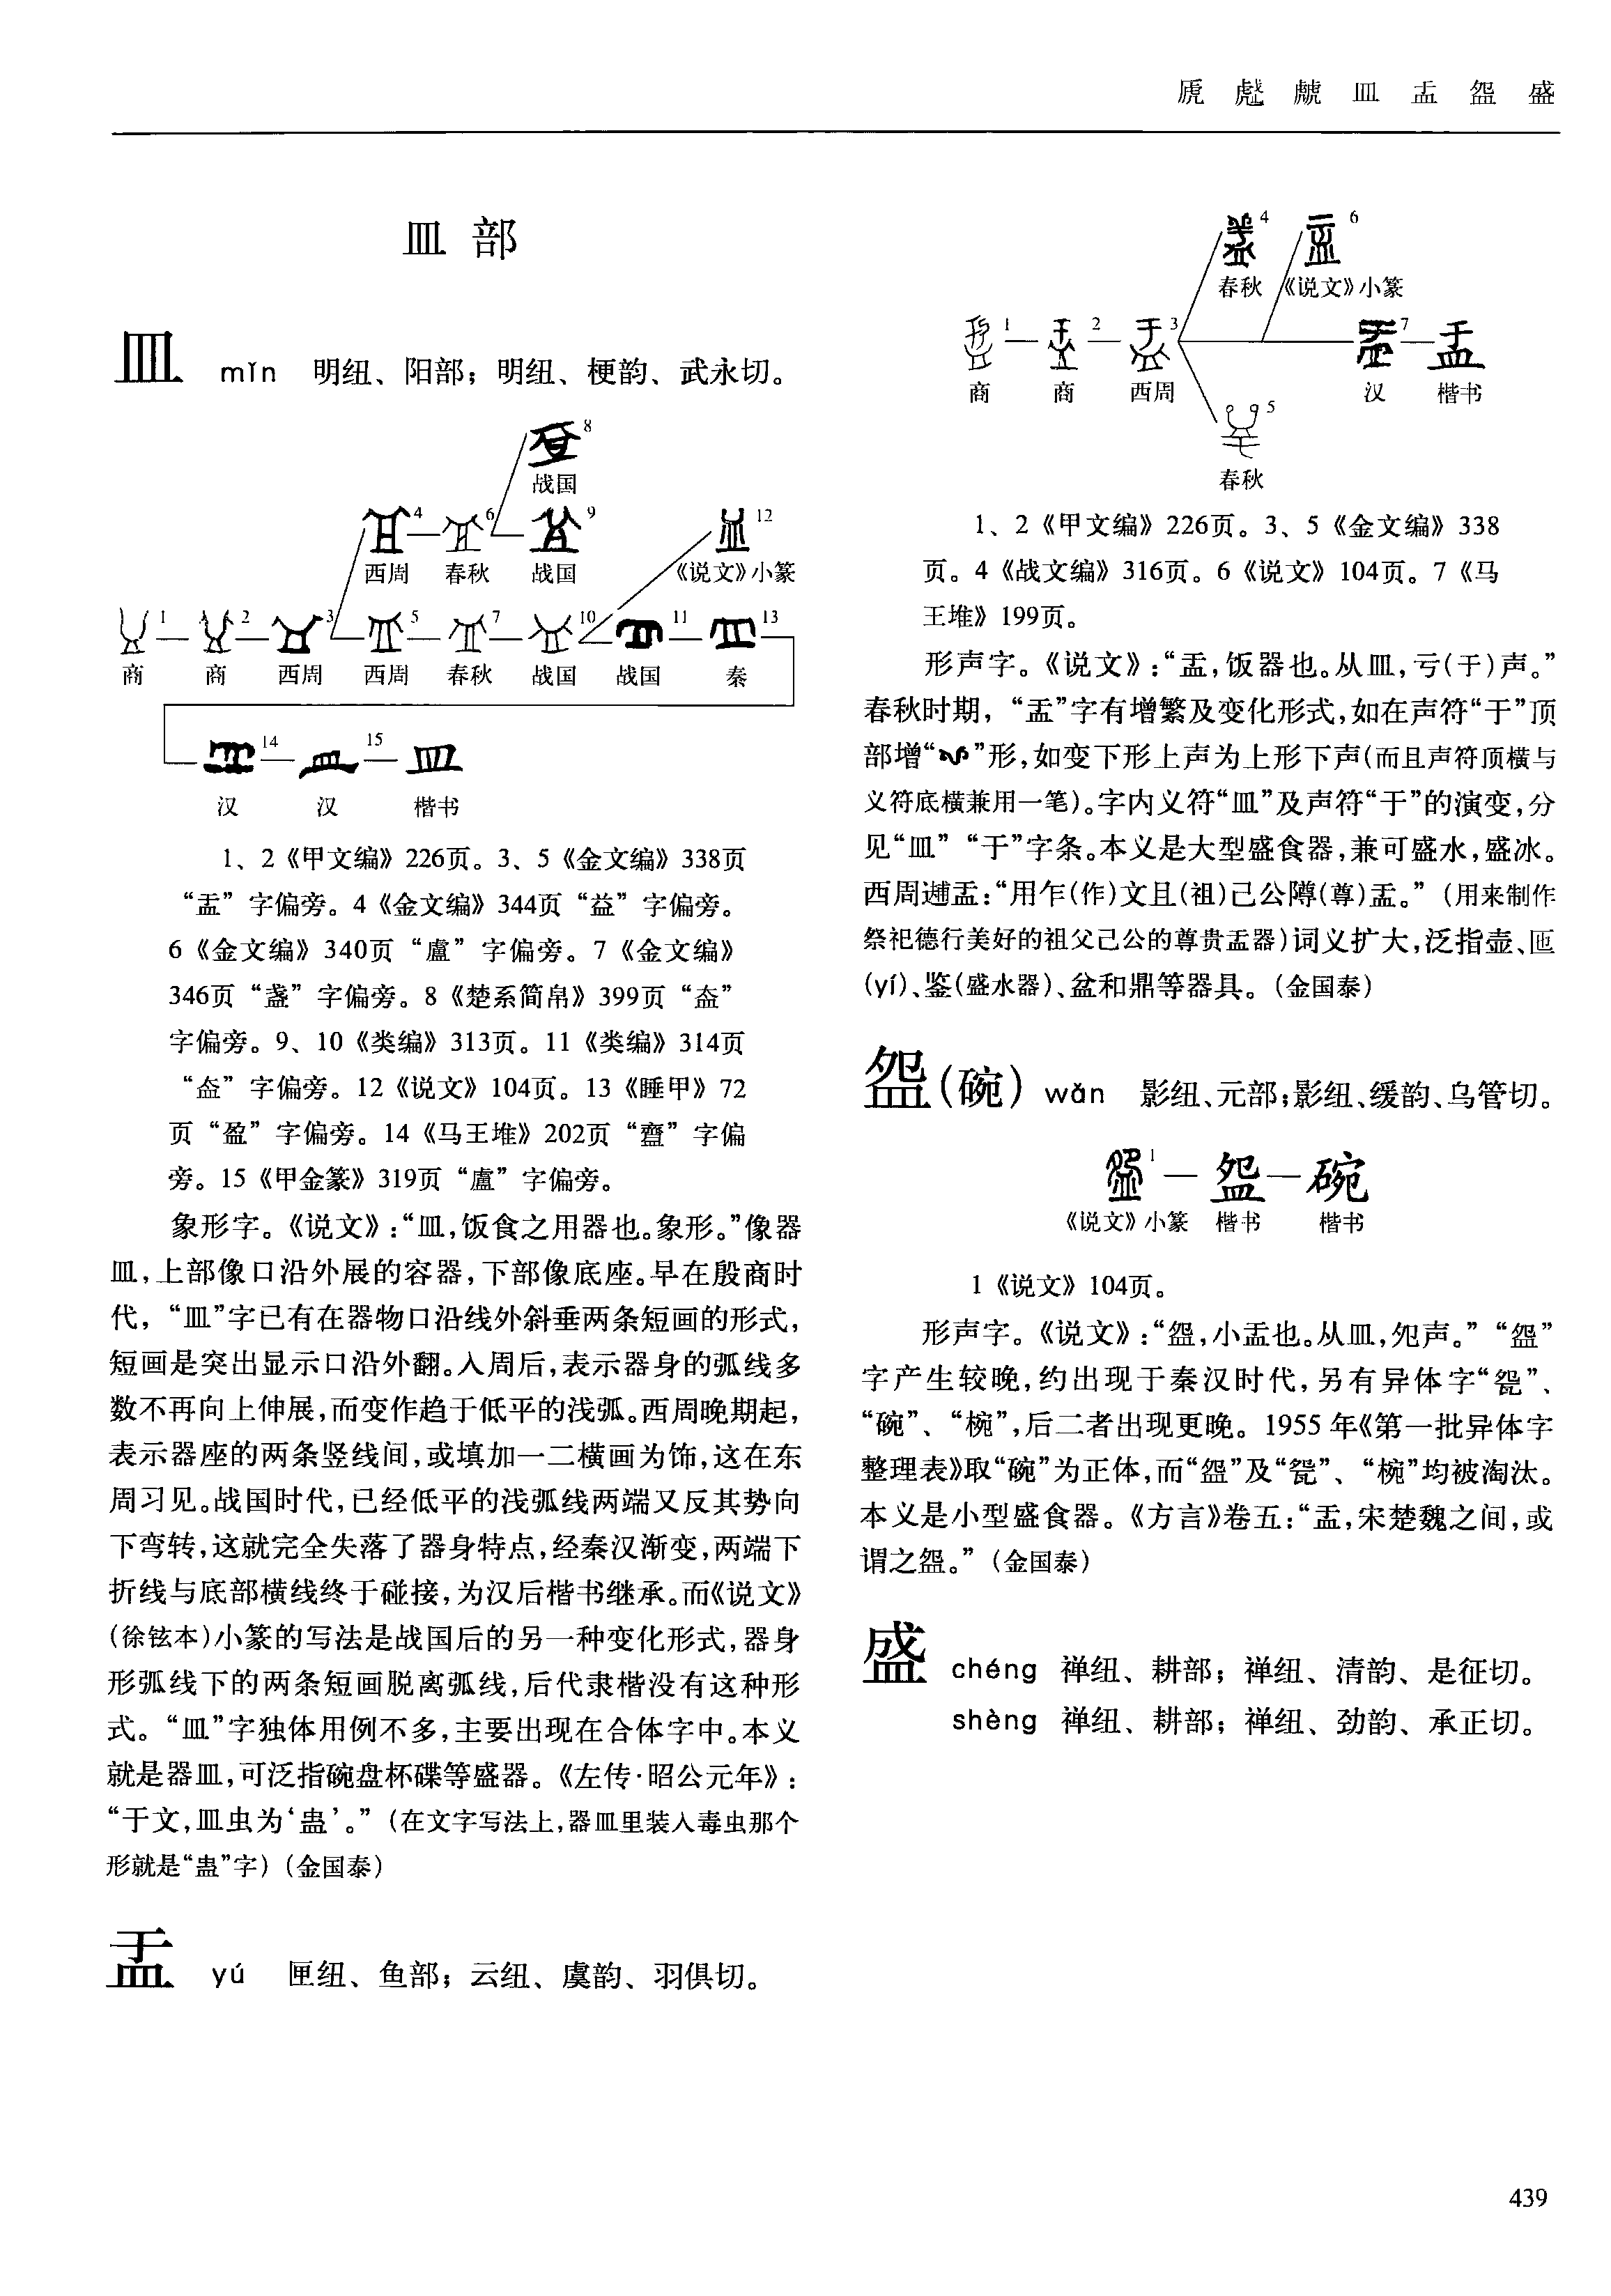 虒 彪 虤 皿 盂 盌 盛
皿 部
皿 mǐn 明纽、阳部；明纽、梗韵、武永切。
8
战国
4 6 9 12
西周 春秋 战国 《说文》小篆
1 2 3 5 7 10 11 13
商 商 西周 西周 春秋 战国 战国 秦
14 15 皿
汉 汉 楷书
1、2《甲文编》226页。3、5《金文编》338页
“盂”字偏旁。4《金文编》344页“益”字偏旁。
6《金文编》340页“盧”字偏旁。7《金文编》
346页“盏”字偏旁。8《楚系简帛》399页“盍”
字偏旁。9、10《类编》313页。11《类编》314页
“盒”字偏旁。12《说文》104页。13《睡甲》72
页“盈”字偏旁。14《马王堆》202页“盦”字偏
旁。15《甲金篆》319页“盧”字偏旁。
象形字。《说文》：“皿，饭食之用器也。象形。”像器
皿，上部像口沿外展的容器，下部像底座。早在殷商时
代，“皿”字已有在器物口沿线外斜垂两条短画的形式，
短画是突出显示口沿外翻。入周后，表示器身的弧线多
数不再向上伸展，而变作趋于低平的浅弧。西周晚期起，
表示器座的两条竖线间，或填加一二横画为饰，这在东
周习见。战国时代，已经低平的浅弧线两端又反其势向
下弯转，这就完全失落了器身特点，经秦汉渐变，两端下
折线与底部横线终于碰接，为汉后楷书继承。而《说文》
（徐铉本）小篆的写法是战国后的另一种变化形式，器身
形弧线下的两条短画脱离弧线，后代隶楷没有这种形
式。“皿”字独体用例不多，主要出现在合体字中。本义
就是器皿，可泛指碗盘杯碟等盛器。《左传·昭公元年》：
“于文，皿虫为‘蛊’。”（在文字写法上，器皿里装入毒虫那个
形就是“蛊”字）（金国泰）
盂 yú 匣纽、鱼部；云纽、虞韵、羽俱切。
4 6
春秋 《说文》小篆
1 2 3 7 盂
商 商 西周 汉 楷书
5
春秋
1、2《甲文编》226页。3、5《金文编》338
页。4《战文编》316页。6《说文》104页。7《马
王堆》199页。
形声字。《说文》：“盂，饭器也。从皿，亏(于)声。”
春秋时期，“盂”字有增繁及变化形式，如在声符“于”顶
部增“”形，如变下形上声为上形下声（而且声符顶横与
义符底横兼用一笔）。字内义符“皿”及声符“于”的演变，分
见“皿”“于”字条。本义是大型盛食器，兼可盛水，盛冰。
西周逋盂：“用乍(作)文且(祖)己公障(尊)盂。”（用来制作
祭祀德行美好的祖父己公的尊贵盂器）词义扩大，泛指壶、匜
(yí)、鉴(盛水器)、盆和鼎等器具。（金国泰）
盌（碗） wǎn 影纽、元部；影纽、缓韵、乌管切。
1 盌 碗
《说文》小篆 楷书 楷书
1《说文》104页。
形声字。《说文》：“盌，小盂也。从皿，夗声。”“盌”
字产生较晚，约出现于秦汉时代，另有异体字“㼝”、
“碗”、“椀”，后二者出现更晚。1955年《第一批异体字
整理表》取“碗”为正体，而“盌”及“㼝”、“椀”均被淘汰。
本义是小型盛食器。《方言》卷五：“盂，宋楚魏之间，或
谓之盌。”（金国泰）
盛 chéng 禅纽、耕部；禅纽、清韵、是征切。
shèng 禅纽、耕部；禅纽、劲韵、承正切。
439